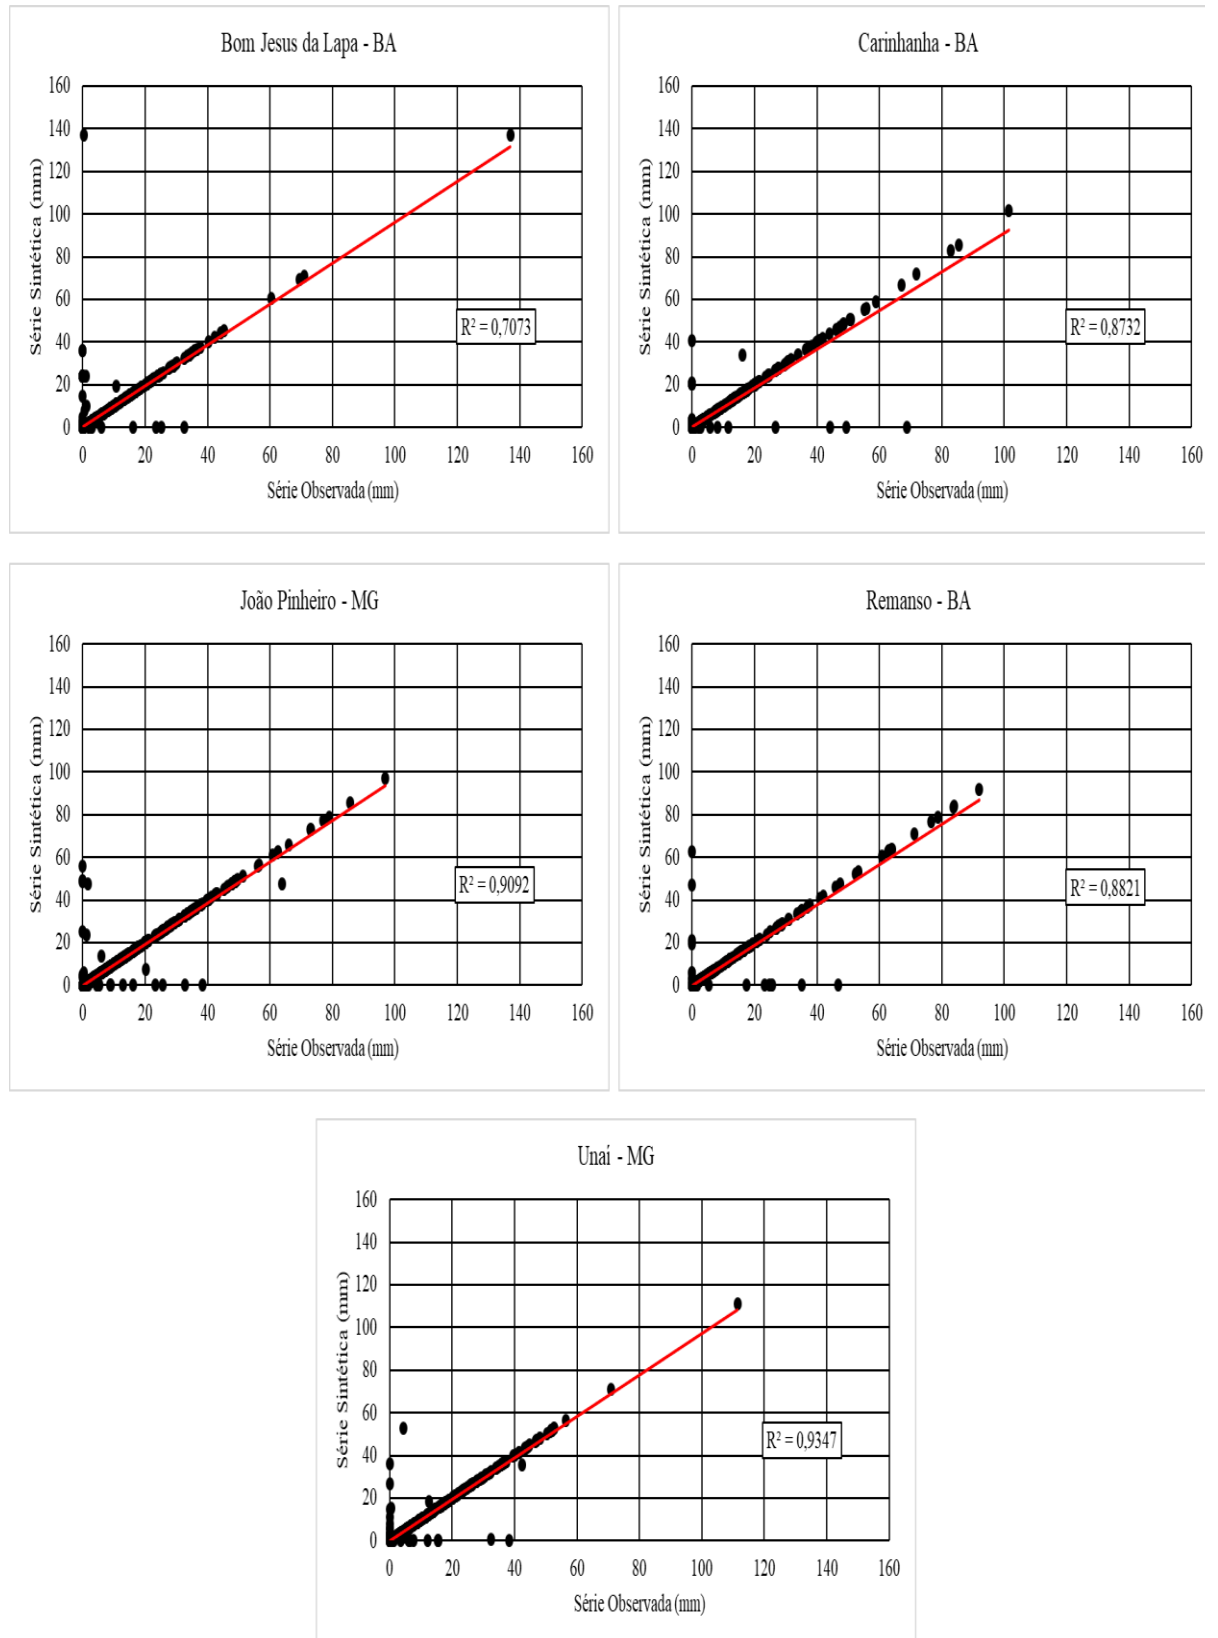 Bom Jesus da Lapa - BA
160
140
120
100
80
60
40
20
0
Série Sintética (mm)
R² = 0,7073
0 20 40 60 80 100 120 140 160
Série Observada (mm)
Carinhanha - BA
160
140
120
100
80
60
40
20
0
Série Sintética (mm)
R² = 0,8732
0 20 40 60 80 100 120 140 160
Série Observada (mm)
João Pinheiro - MG
160
140
120
100
80
60
40
20
0
Série Sintética (mm)
R² = 0,9092
0 20 40 60 80 100 120 140 160
Série Observada (mm)
Remanso - BA
160
140
120
100
80
60
40
20
0
Série Sintética (mm)
R² = 0,8821
0 20 40 60 80 100 120 140 160
Série Observada (mm)
Unaí - MG
160
140
120
100
80
60
40
20
0
Série Sintética (mm)
R² = 0,9347
0 20 40 60 80 100 120 140 160
Série Observada (mm)